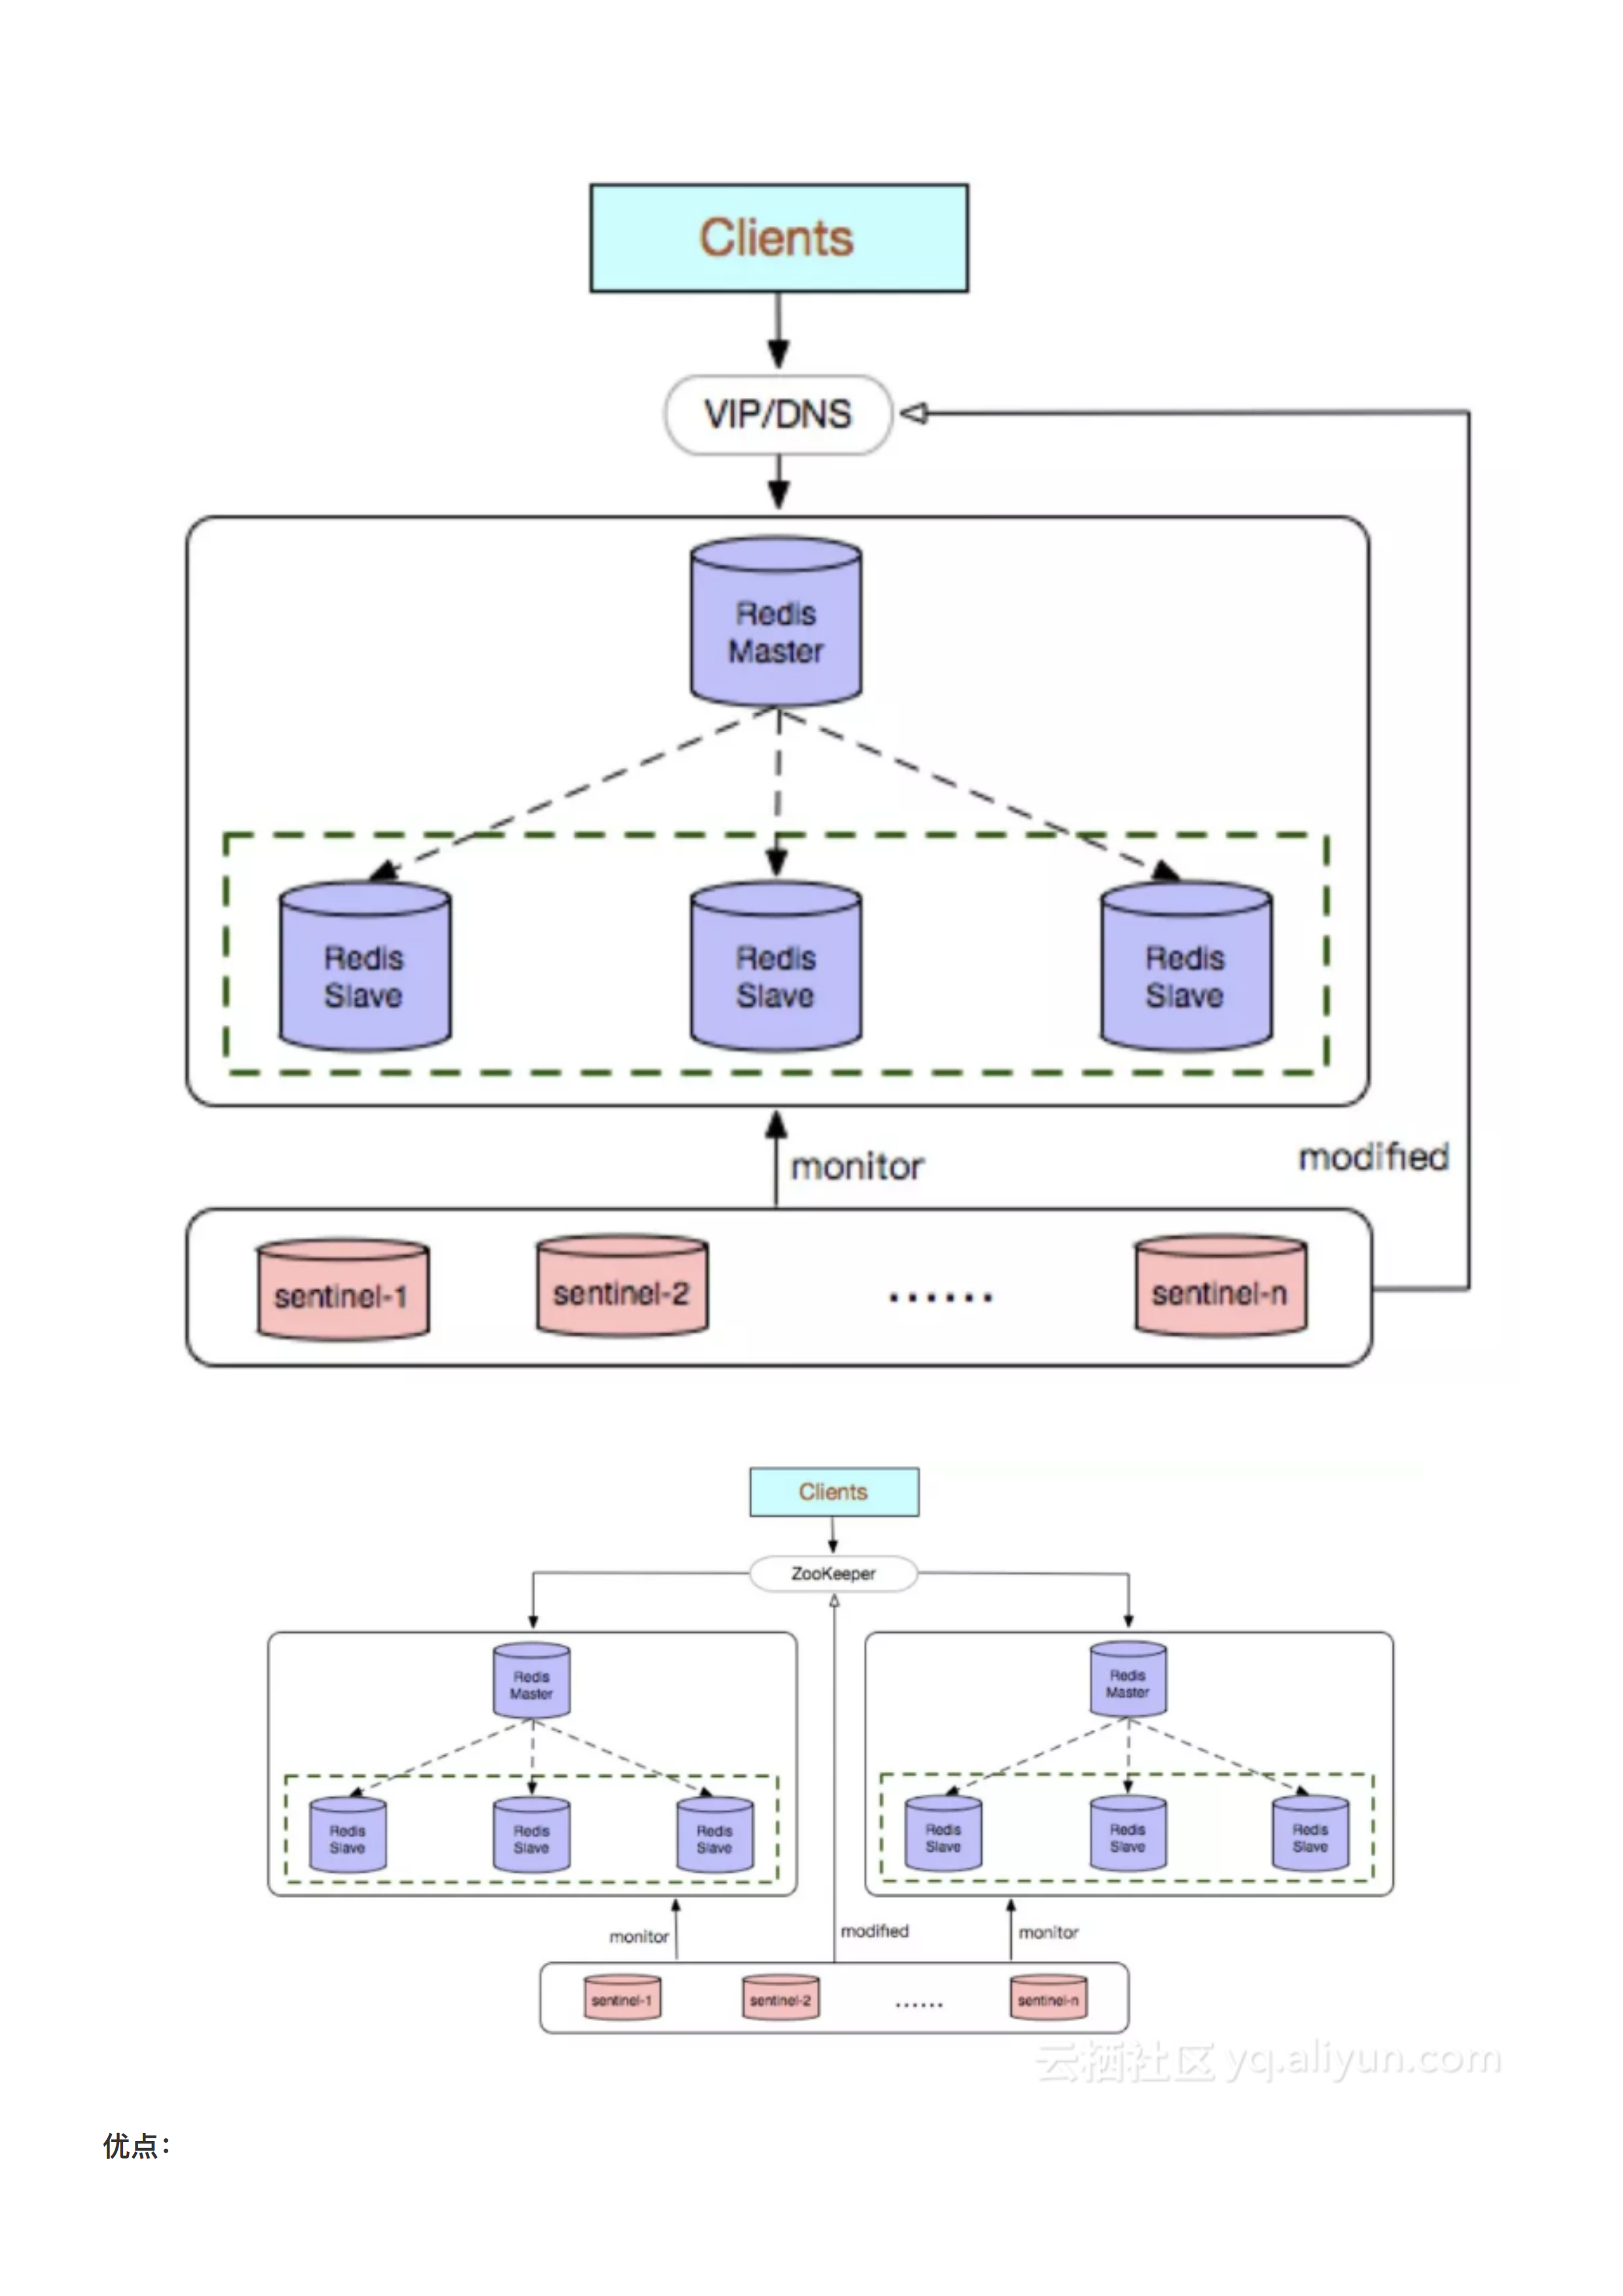 Clients
VIP/DNS
Redis
Master
Redis
Slave
Redis
Slave
Redis
Slave
monitor
modified
sentinel-1
sentinel-2
......
sentinel-n
Clients
ZooKeeper
Redis
Master
Redis
Master
Redis
Slave
Redis
Slave
Redis
Slave
Redis
Slave
Redis
Slave
Redis
Slave
monitor
modified
monitor
sentinel-1
sentinel-2
......
sentinel-n
云栖社区 yq.aliyun.com
优点：